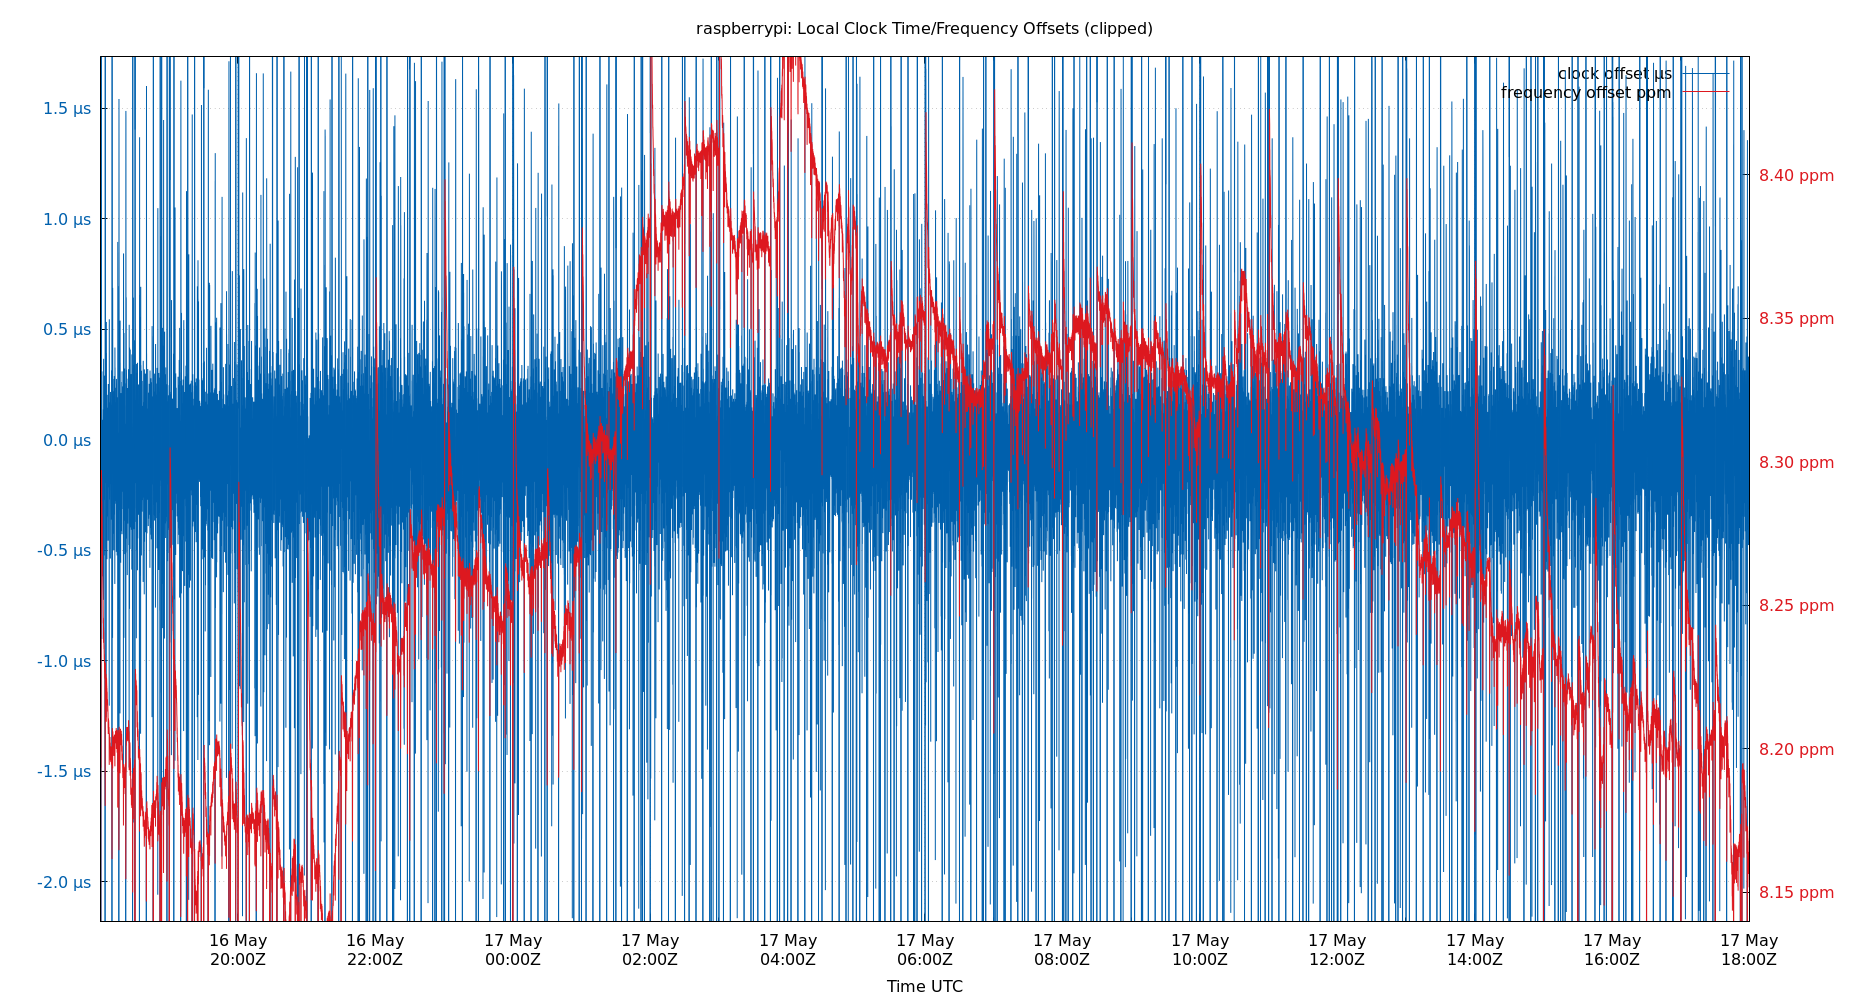 raspberrypi: Local Clock Time/Frequency Offsets (clipped)
clock offset µs
frequency offset ppm
1.5 µs
1.0 µs
0.5 µs
0.0 µs
-0.5 µs
-1.0 µs
-1.5 µs
-2.0 µs
8.40 ppm
8.35 ppm
8.30 ppm
8.25 ppm
8.20 ppm
8.15 ppm
16 May 16 May 17 May 17 May 17 May 17 May 17 May 17 May 17 May 17 May 17 May 17 May
20:00Z 22:00Z 00:00Z 02:00Z 04:00Z 06:00Z 08:00Z 10:00Z 12:00Z 14:00Z 16:00Z 18:00Z
Time UTC